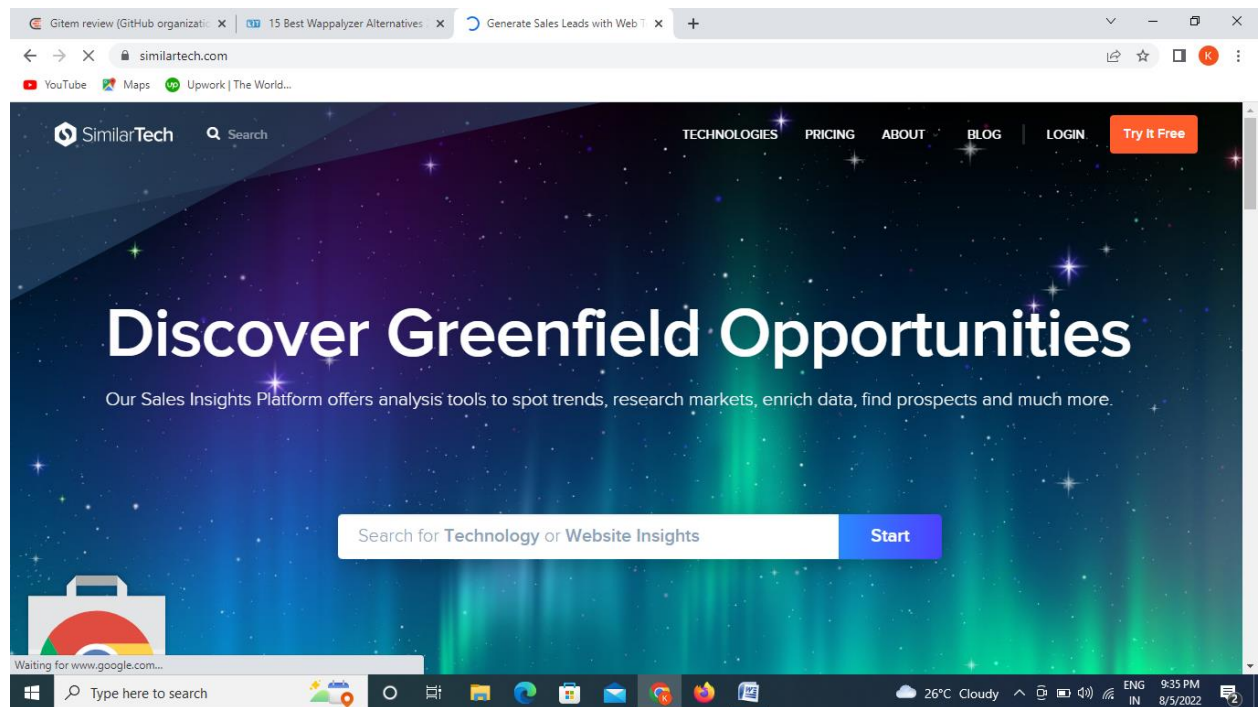 Gitem review (GitHub organizatic
15 Best Wappalyzer Alternatives
Generate Sales Leads with Web T
similartech.com
K
YouTube
Maps
up
Upwork | The World...
SimilarTech
Search
TECHNOLOGIES
PRICING
ABOUT
BLOG
LOGIN
Try It Free
Discover Greenfield Opportunities
Our Sales Insights Platform offers analysis tools to spot trends, research markets, enrich data, find prospects and much more.
Search for Technology or Website Insights
Start
Waiting for www.google.com...
Type here to search
26°C Cloudy
ENG
IN
9:35 PM
8/5/2022
2